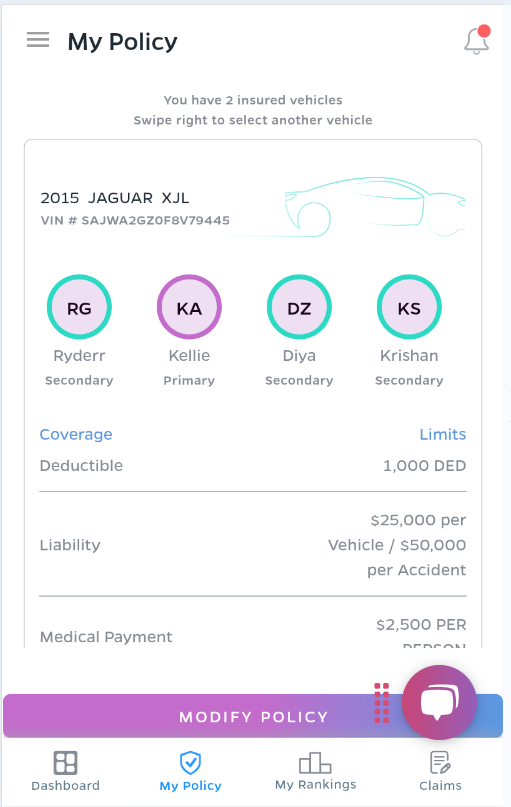 My Policy
You have 2 insured vehicles
Swipe right to select another vehicle
2015 JAGUAR XJL
VIN # SAJWA2GZ0F8V79445
RG KA DZ KS
Ryderr Kellie Diya Krishan
Secondary Primary Secondary Secondary
Coverage Limits
Deductible 1,000 DED
$25,000 per
Liability Vehicle / $50,000
per Accident
$2,500 PER
Medical Payment
PERSON
MODIFY POLICY
Dashboard My Policy My Rankings Claims